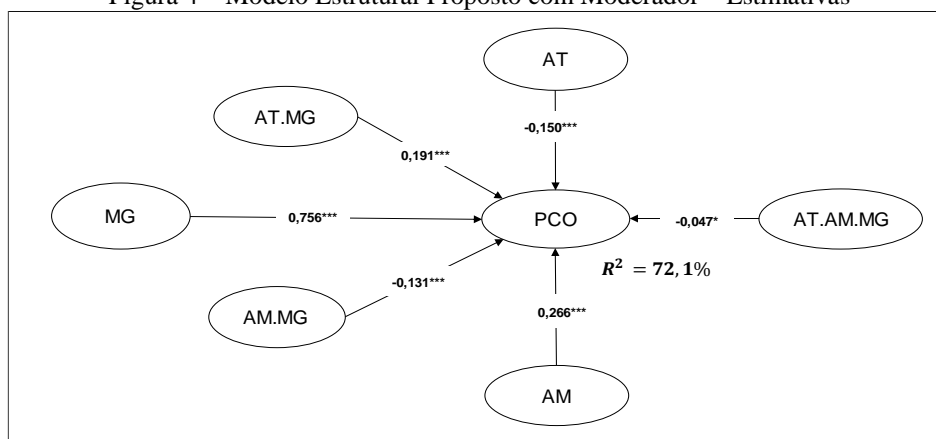 Figura 4 – Modelo Estrutural Proposto com Moderador – Estimativas
AT
AT.MG
-0,150***
0,191***
MG
0,756***
PCO
-0,047*
AT.AM.MG
R² = 72,1%
-0,131***
AM.MG
0,266***
AM